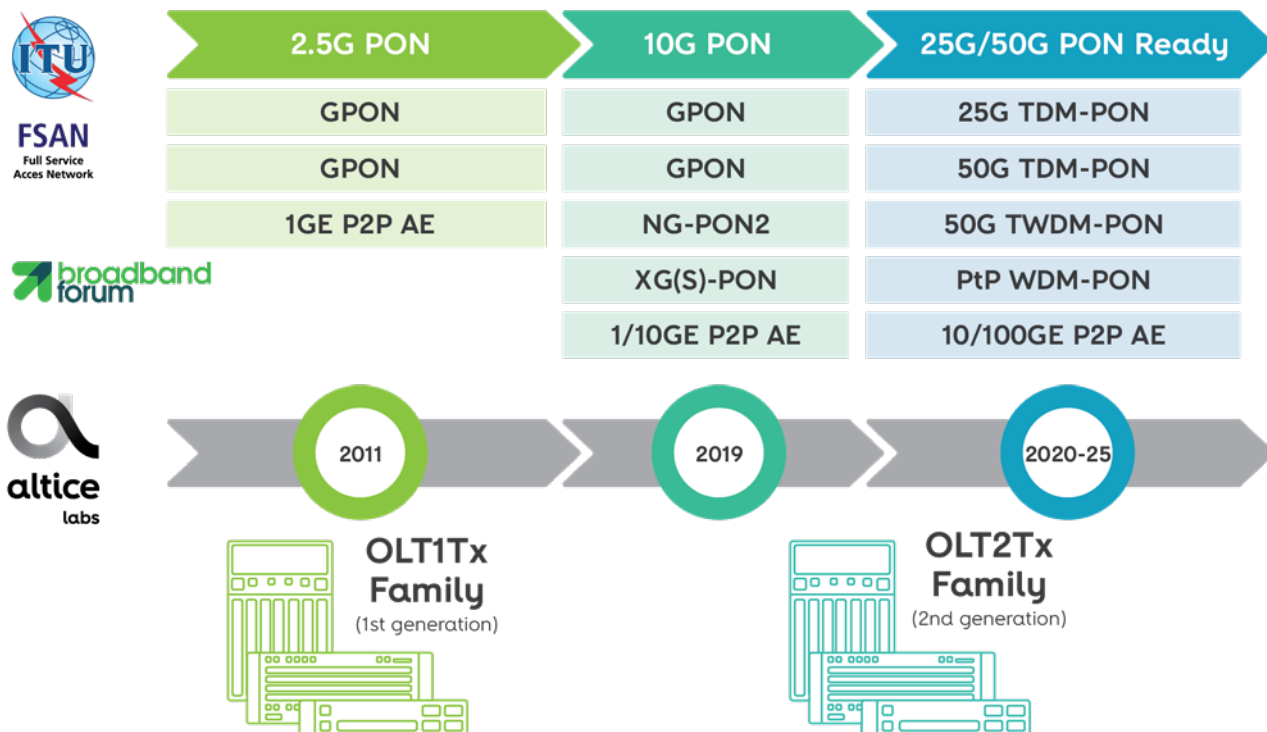 ITU
FSAN
Full Service
Acces Network
broadband
forum
altice
labs
2.5G PON
10G PON
25G/50G PON Ready
GPON
GPON
25G TDM-PON
GPON
GPON
50G TDM-PON
1GE P2P AE
NG-PON2
50G TWDM-PON
XG(S)-PON
PtP WDM-PON
1/10GE P2P AE
10/100GE P2P AE
2011
2019
2020-25
OLT1Tx
Family
(1st generation)
OLT2Tx
Family
(2nd generation)